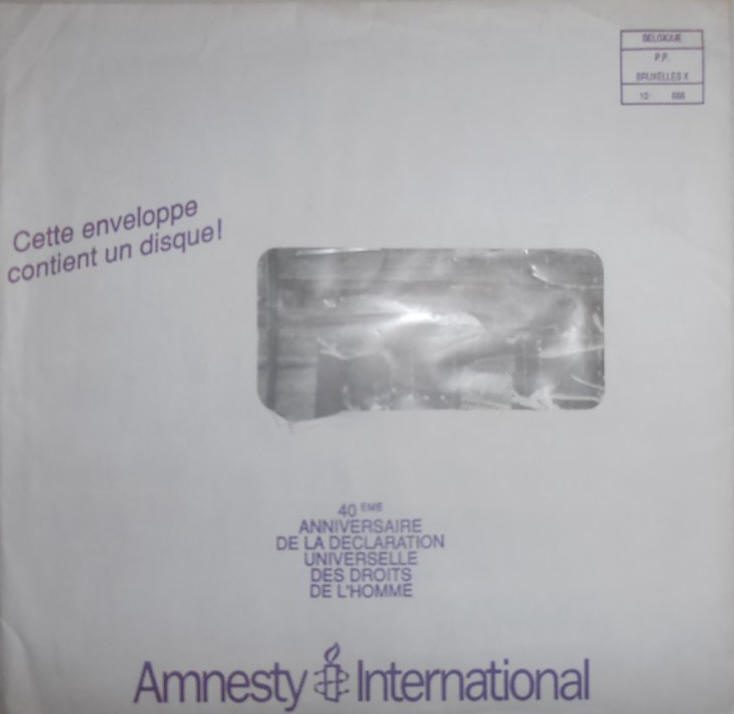 BELGIQUE
P.P.
BRUXELLES X
10
Cette enveloppe
contient un disque!
40 EME
ANNIVERSAIRE
DE LA DECLARATION
UNIVERSELLE
DES DROITS
DE L'HOMME
Amnesty International